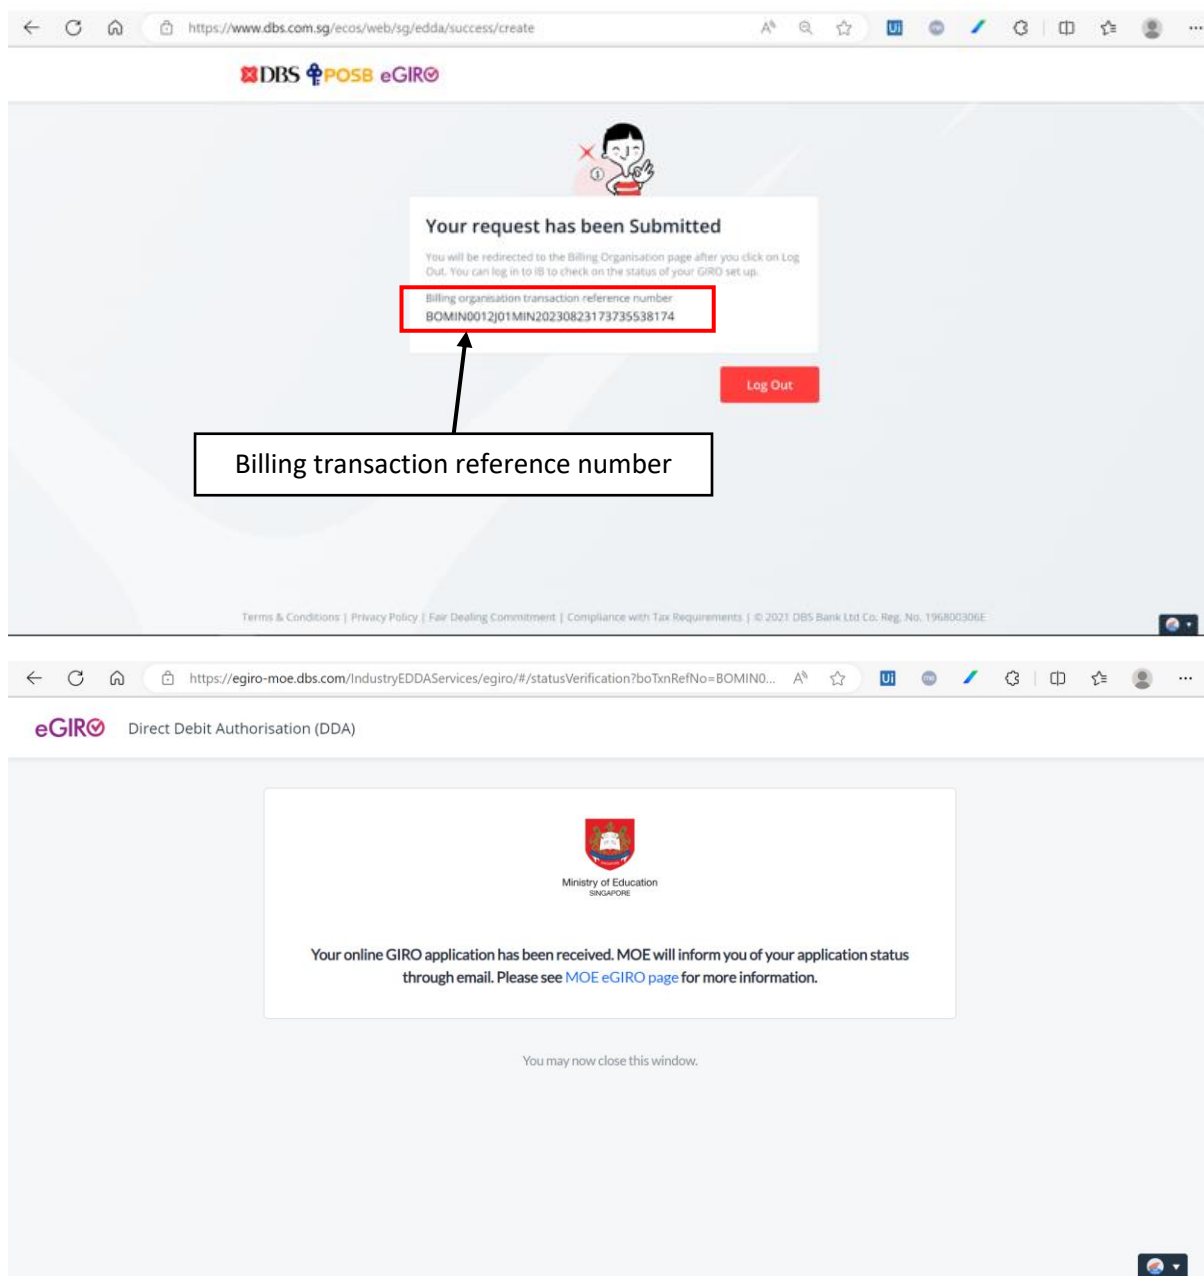 https://www.dbs.com.sg/ecos/web/sg/edda/success/create
DBS POSB eGIRO
Your request has been Submitted
You will be redirected to the Billing Organisation page after you click on Log
Out. You can log in to IB to check on the status of your GIRO set up.
Billing organisation transaction reference number
BOMIN0012J01MIN20230823173735538174
Log Out
Billing transaction reference number
Terms & Conditions | Privacy Policy | Fair Dealing Commitment | Compliance with Tax Requirements | © 2021 DBS Bank Ltd Co. Reg. No. 196800306E
https://egiro-moe.dbs.com/IndustryEDDAServices/egiro/#/statusVerification?boTxnRefNo=BOMIN0...
eGIRO Direct Debit Authorisation (DDA)
Ministry of Education
SINGAPORE
Your online GIRO application has been received. MOE will inform you of your application status
through email. Please see MOE eGIRO page for more information.
You may now close this window.